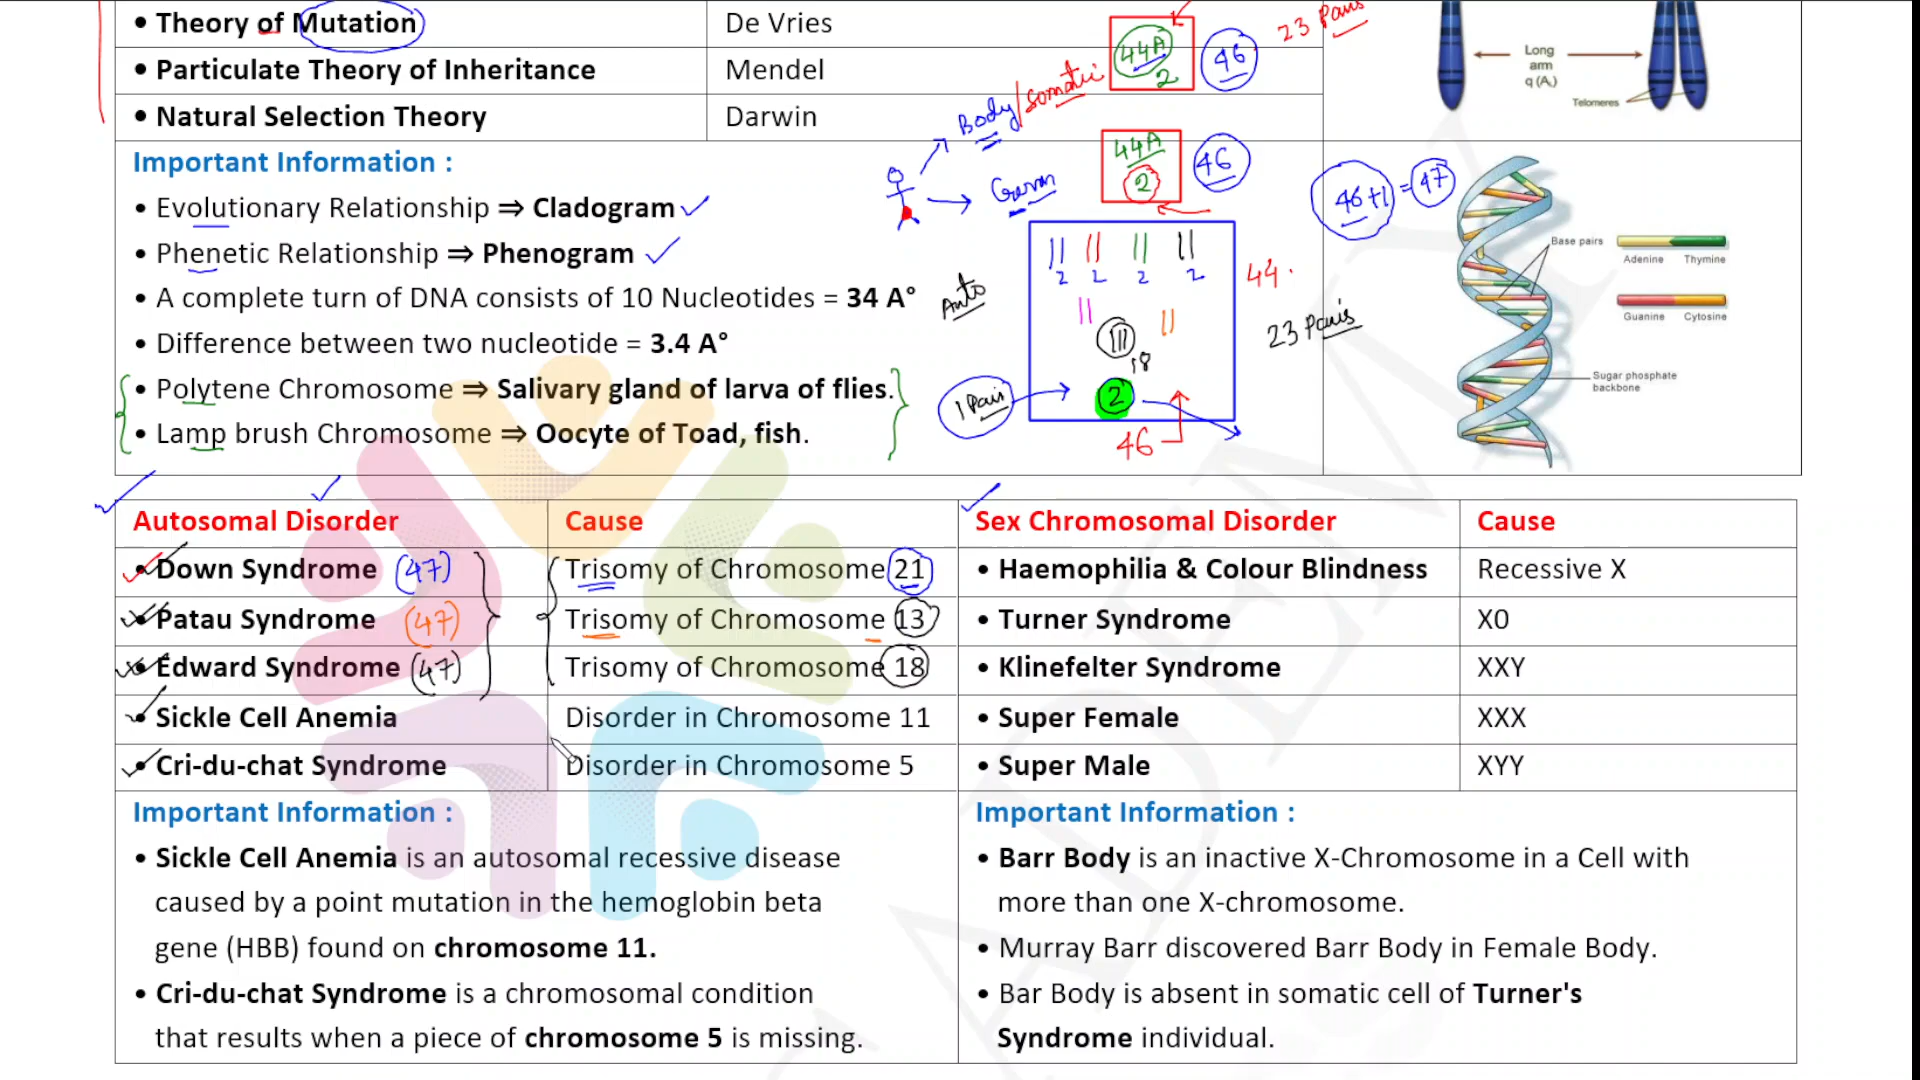 • Theory of Mutation De Vries
• Particulate Theory of Inheritance Mendel
• Natural Selection Theory Darwin
44A
2
46
23 Pairs
Body/Somatic
44A
2
46
46+1 = 47
Long
arm
q (A)
Telomeres
Important Information :
• Evolutionary Relationship ⇒ Cladogram
• Phenetic Relationship ⇒ Phenogram
• A complete turn of DNA consists of 10 Nucleotides = 34 A°
• Difference between two nucleotide = 3.4 A°
• Polytene Chromosome ⇒ Salivary gland of larva of flies.
• Lamp brush Chromosome ⇒ Oocyte of Toad, fish.
2 2 2 2
44
Auto
23 Pairs
18
1 Pair
2
46
Base pairs
Adenine Thymine
Guanine Cytosine
Sugar phosphate
backbone
Autosomal Disorder Cause Sex Chromosomal Disorder Cause
• Down Syndrome (47) Trisomy of Chromosome 21 • Haemophilia & Colour Blindness Recessive X
• Patau Syndrome (47) Trisomy of Chromosome 13 • Turner Syndrome X0
• Edward Syndrome (47) Trisomy of Chromosome 18 • Klinefelter Syndrome XXY
• Sickle Cell Anemia Disorder in Chromosome 11 • Super Female XXX
• Cri-du-chat Syndrome Disorder in Chromosome 5 • Super Male XYY
Important Information :
• Sickle Cell Anemia is an autosomal recessive disease
caused by a point mutation in the hemoglobin beta
gene (HBB) found on chromosome 11.
• Cri-du-chat Syndrome is a chromosomal condition
that results when a piece of chromosome 5 is missing.
Important Information :
• Barr Body is an inactive X-Chromosome in a Cell with
more than one X-chromosome.
• Murray Barr discovered Barr Body in Female Body.
• Bar Body is absent in somatic cell of Turner's
Syndrome individual.